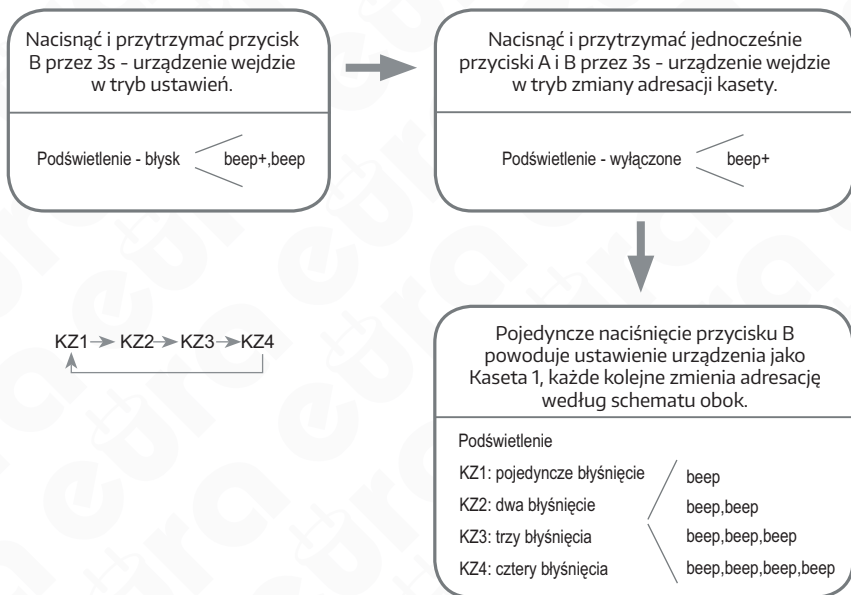 Nacisnąć i przytrzymać przycisk
B przez 3s - urządzenie wejdzie
w tryb ustawień.
Podświetlenie - błysk
beep+,beep
Nacisnąć i przytrzymać jednocześnie
przyciski A i B przez 3s - urządzenie wejdzie
w tryb zmiany adresacji kasety.
Podświetlenie - wyłączone
beep+
KZ1 KZ2 KZ3 KZ4
Pojedyncze naciśnięcie przycisku B
powoduje ustawienie urządzenia jako
Kaseta 1, każde kolejne zmienia adresację
według schematu obok.
Podświetlenie
KZ1: pojedyncze błyśnięcie
beep
KZ2: dwa błyśnięcie
beep,beep
KZ3: trzy błyśnięcia
beep,beep,beep
KZ4: cztery błyśnięcia
beep,beep,beep,beep